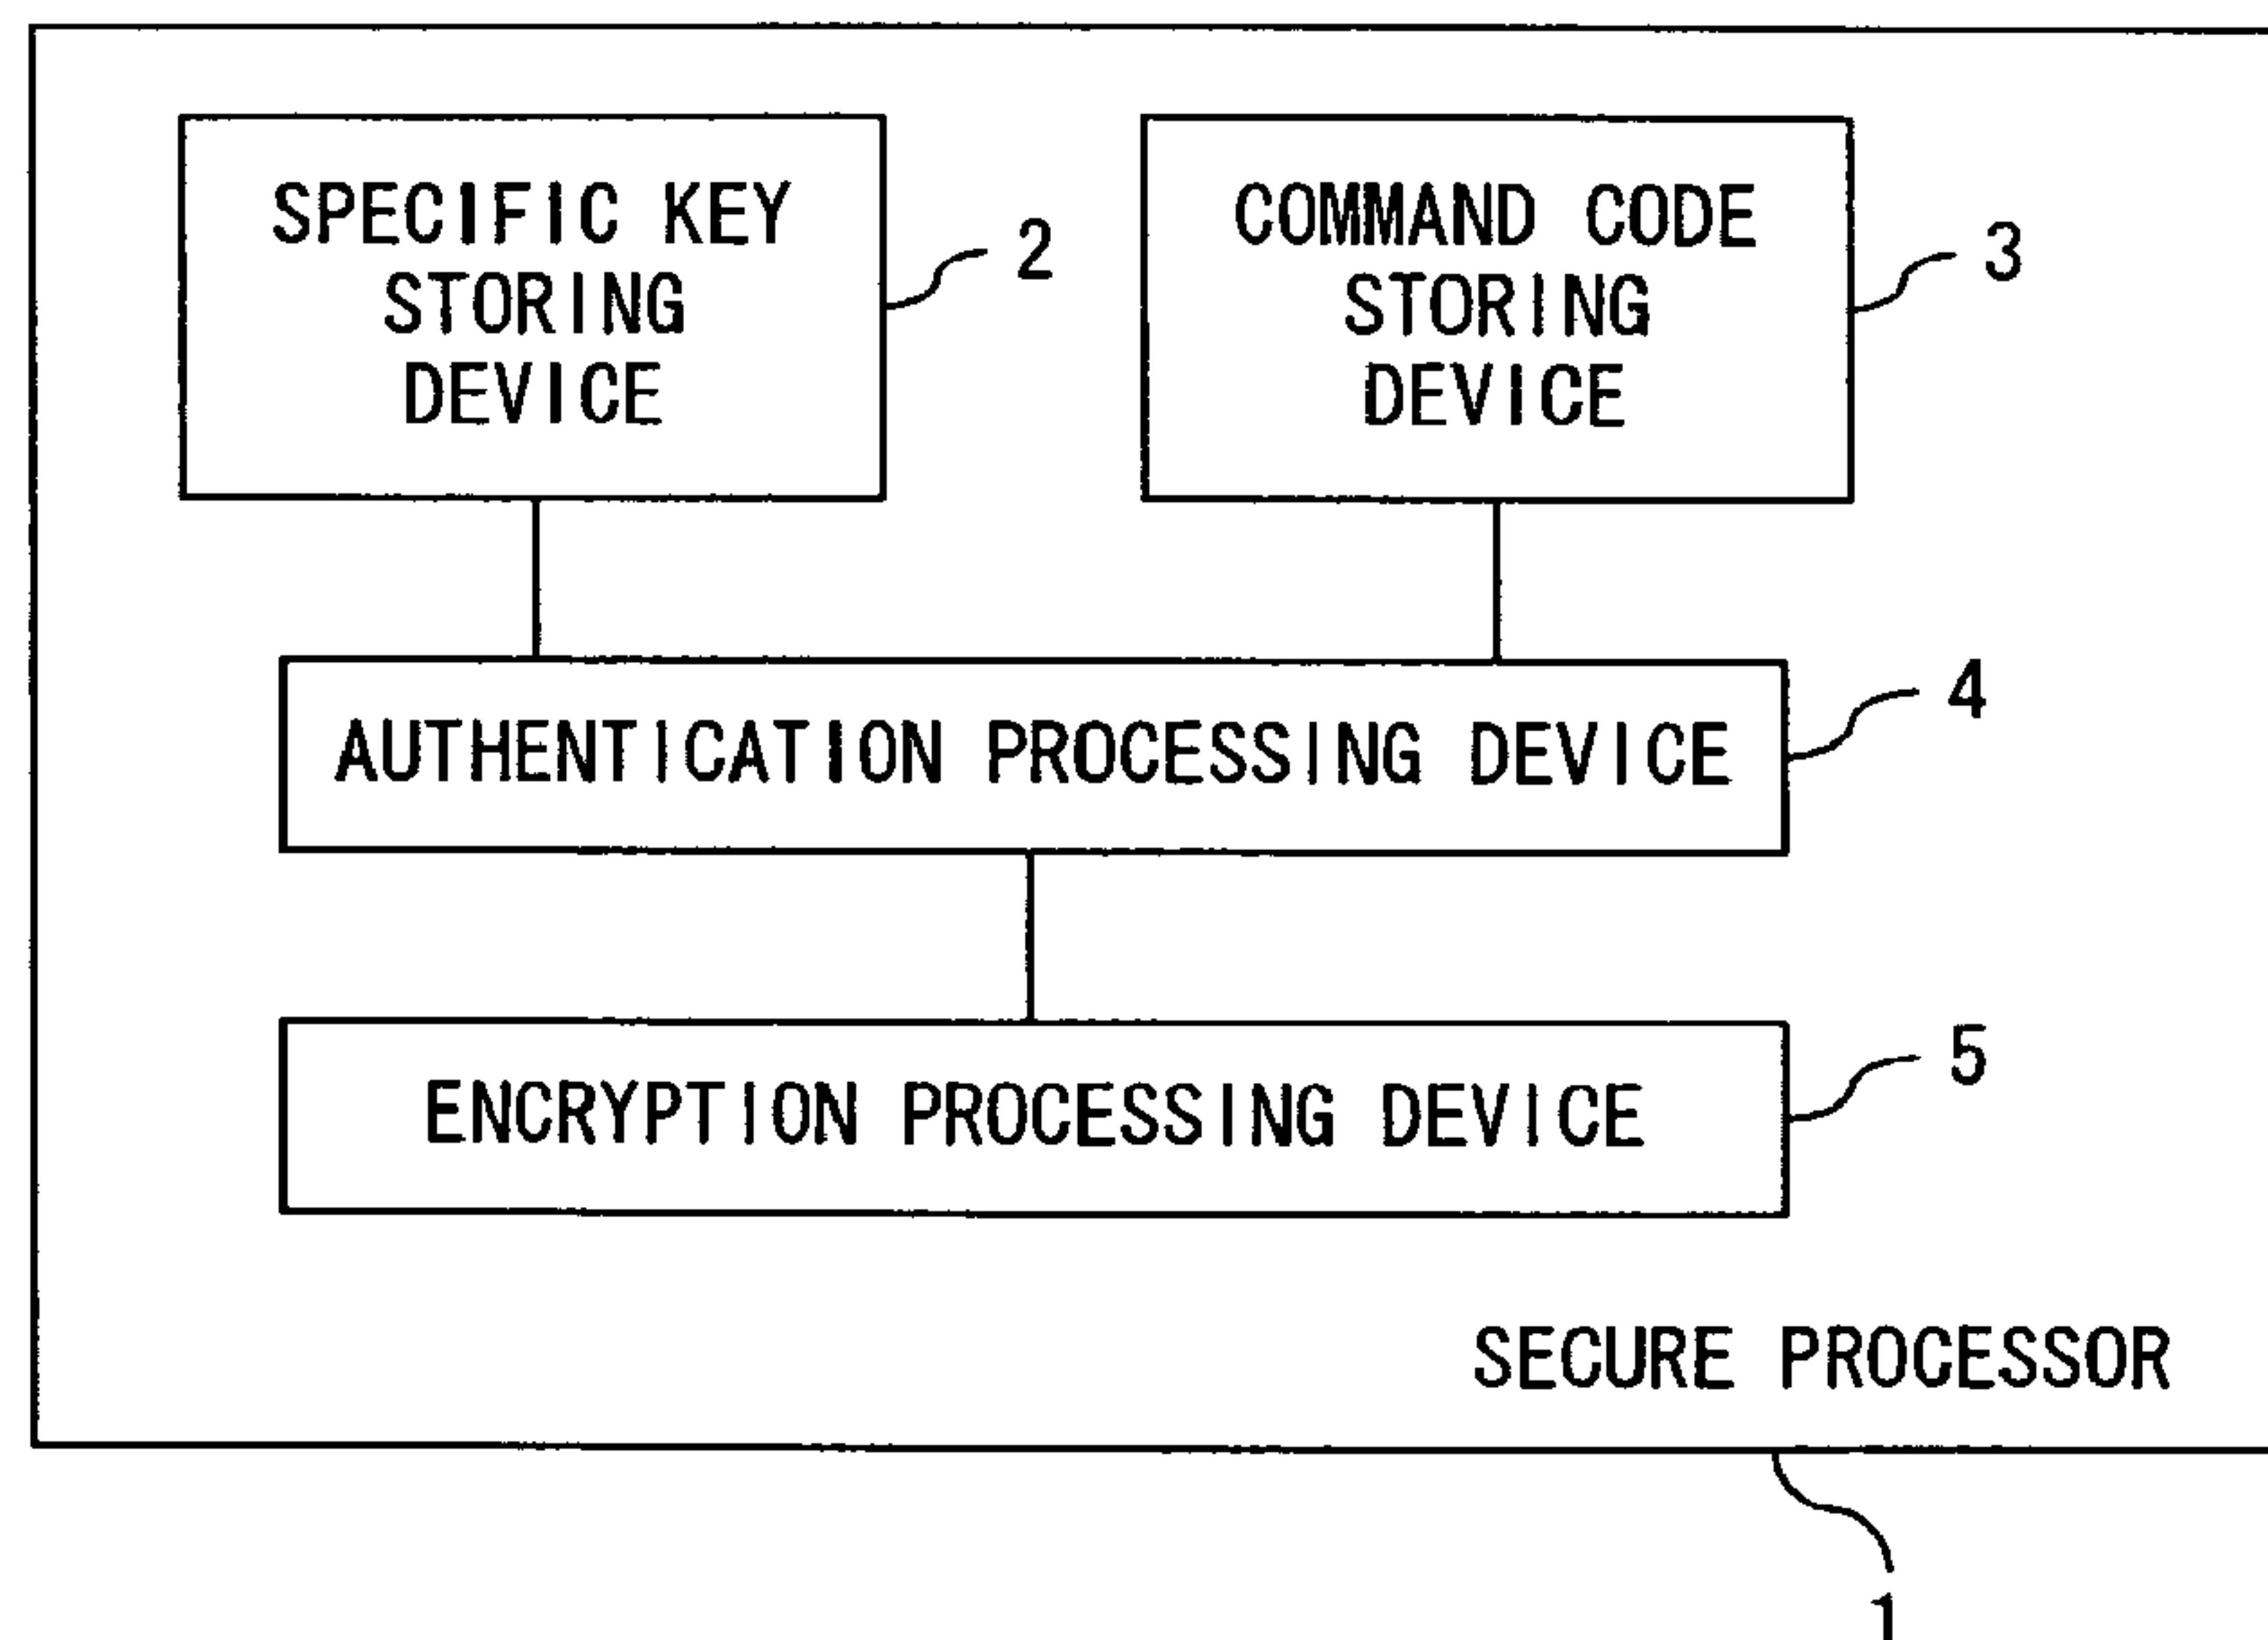 SPECIFIC KEY
STORING
DEVICE
2
COMMAND CODE
STORING
DEVICE
3
AUTHENTICATION PROCESSING DEVICE
4
ENCRYPTION PROCESSING DEVICE
5
SECURE PROCESSOR
1